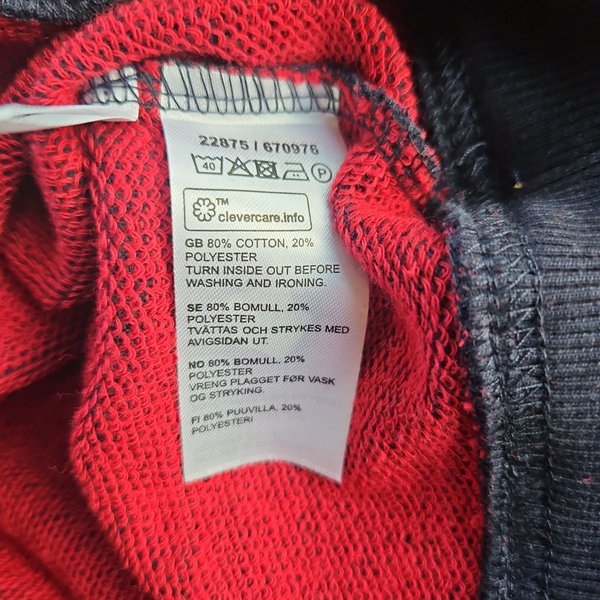 22875 / 670976
40 P
™
clevercare.info
GB 80% COTTON, 20%
POLYESTER
TURN INSIDE OUT BEFORE
WASHING AND IRONING.
SE 80% BOMULL, 20%
POLYESTER
TVÄTTAS OCH STRYKES MED
AVIGSIDAN UT.
NO 80% BOMULL, 20%
POLYESTER
VRENG PLAGGET FØR VASK
OG STRYKING.
FI 80% PUUVILLA, 20%
POLYESTERI